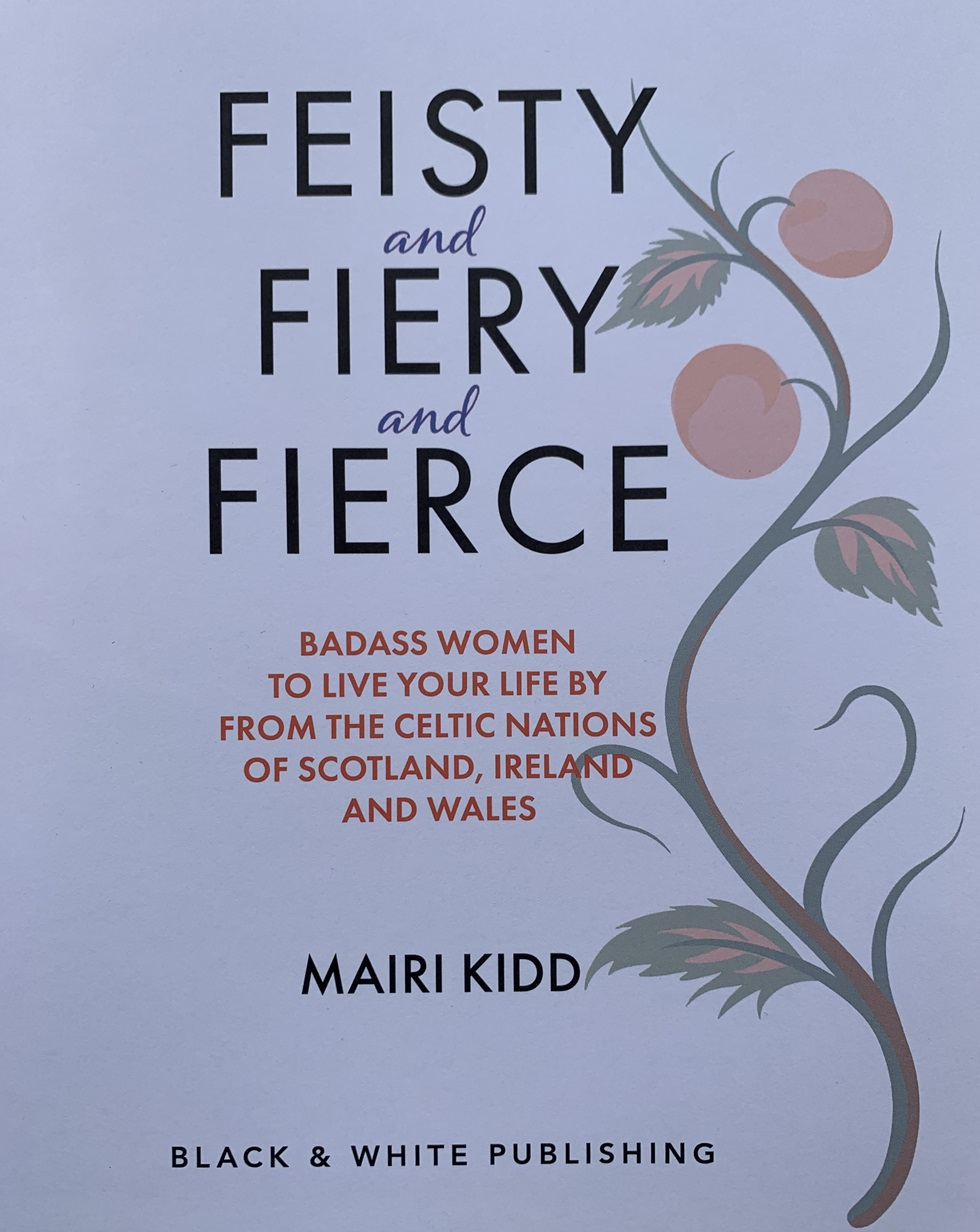 FEISTY
and
FIERY
and
FIERCE
BADASS WOMEN
TO LIVE YOUR LIFE BY
FROM THE CELTIC NATIONS
OF SCOTLAND, IRELAND
AND WALES
MAIRI KIDD
BLACK & WHITE PUBLISHING